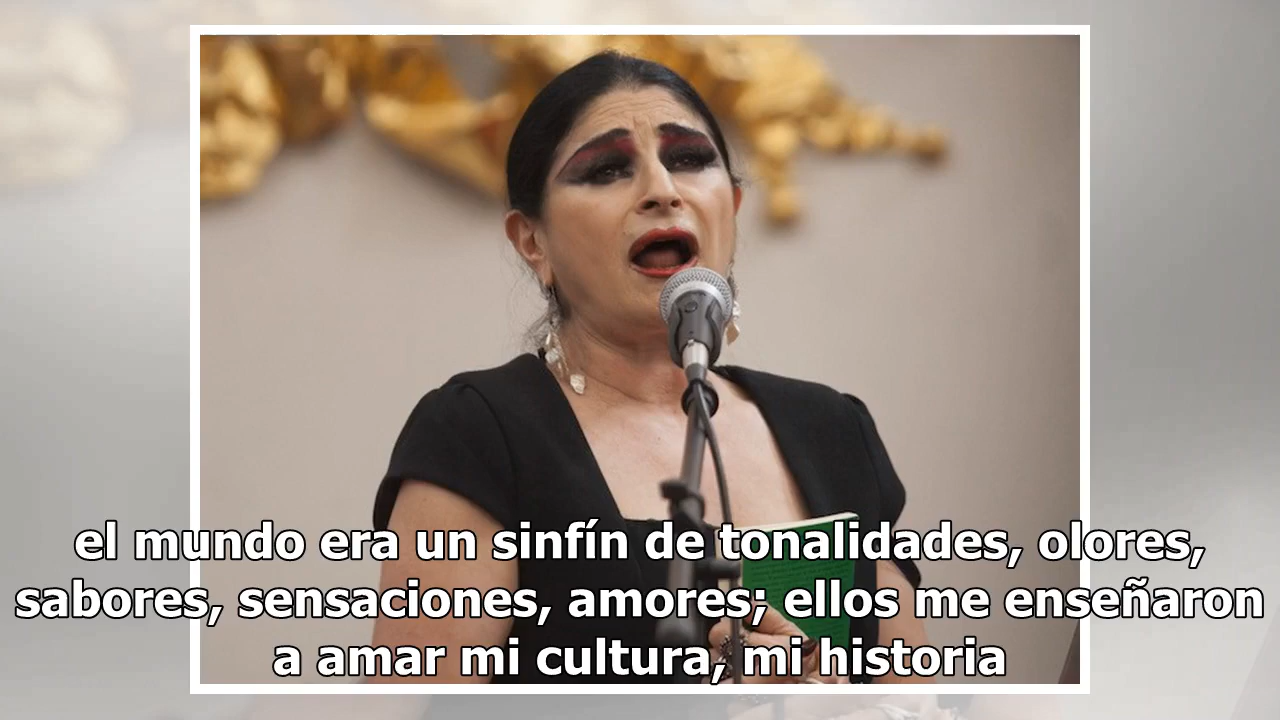 el mundo era un sinfín de tonalidades, olores,
sabores, sensaciones, amores; ellos me enseñaron
a amar mi cultura, mi historia